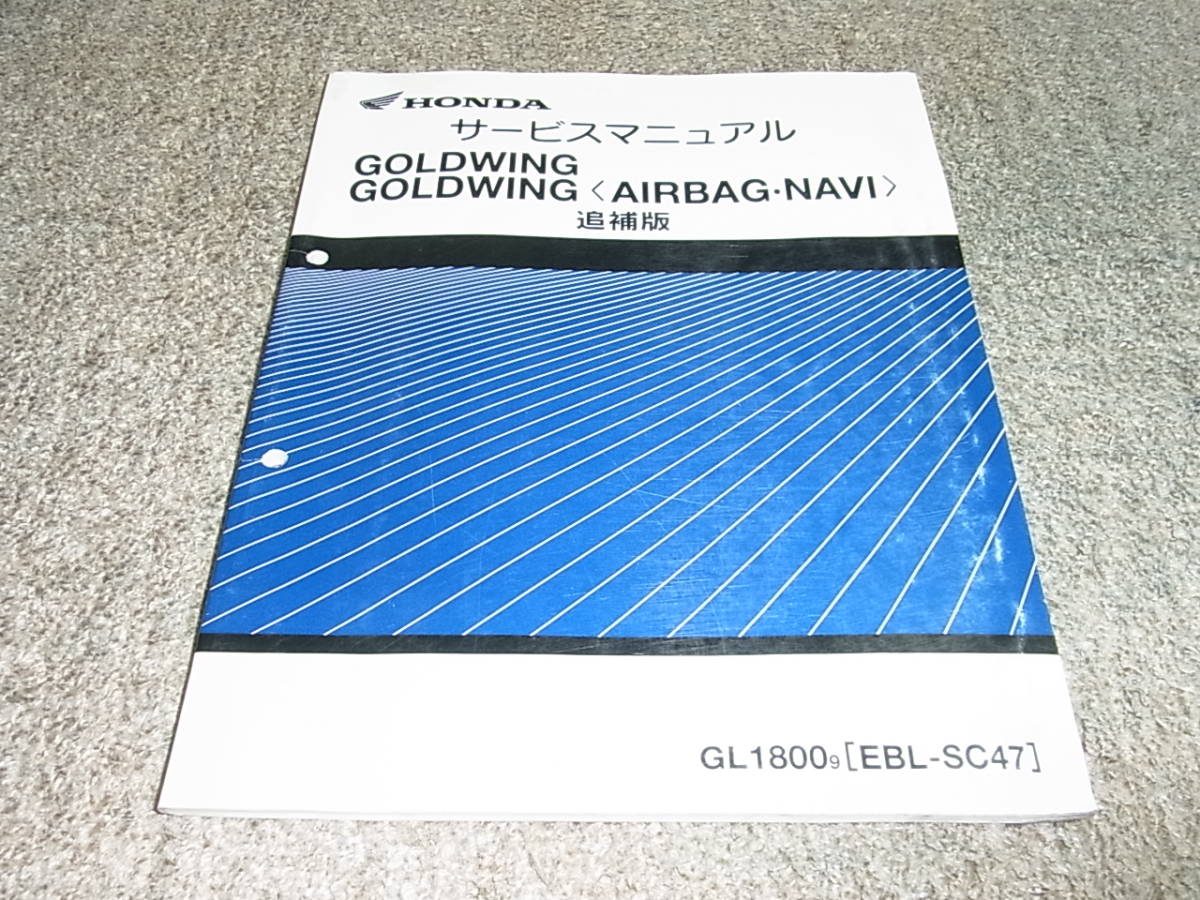 HONDA
サービスマニュアル
GOLDWING
GOLDWING〈AIRBAG・NAVI〉
追補版
GL1800₉[EBL-SC47]